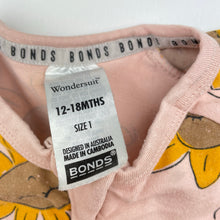 BONDS BONDS BONDS
Wondersuit
12-18MTHS
SIZE 1
DESIGNED IN AUSTRALIA
MADE IN CAMBODIA
BONDS